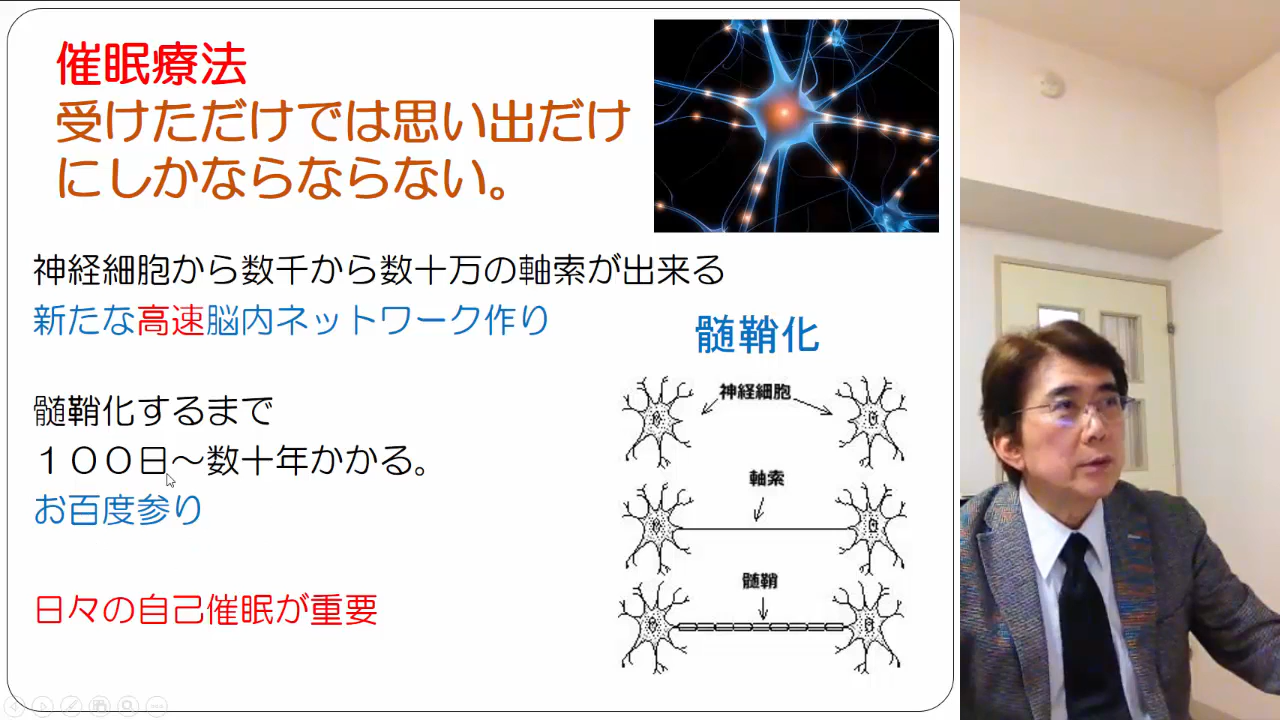 催眠療法
受けただけでは思い出だけ
にしかならならない。
神経細胞から数千から数十万の軸索が出来る
新たな高速脳内ネットワーク作り
髄鞘化
神経細胞
髄鞘化するまで
１００日～数十年かかる。
軸索
お百度参り
髄鞘
日々の自己催眠が重要